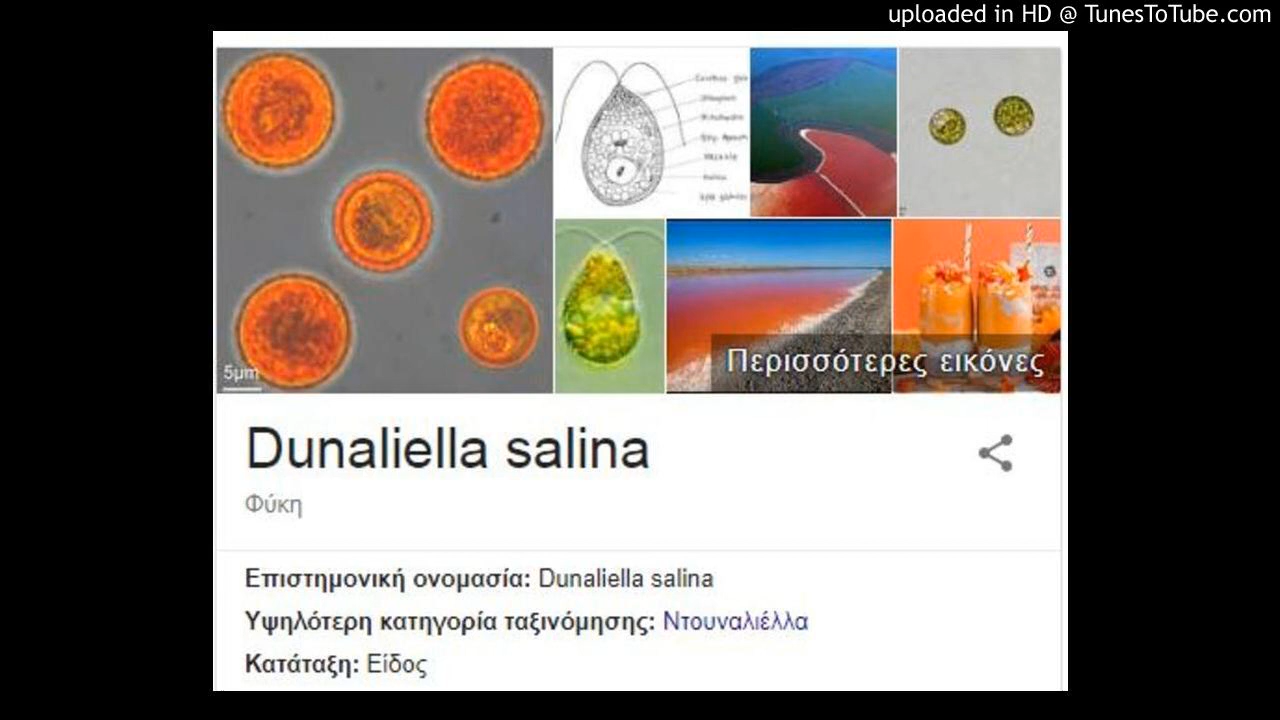 uploaded in HD @ TunesToTube.com
5μm
Περισσότερες εικόνες
Dunaliella salina
Φύκη
Επιστημονική ονομασία: Dunaliella salina
Υψηλότερη κατηγορία ταξινόμησης: Ντουναλιέλλα
Κατάταξη: Είδος